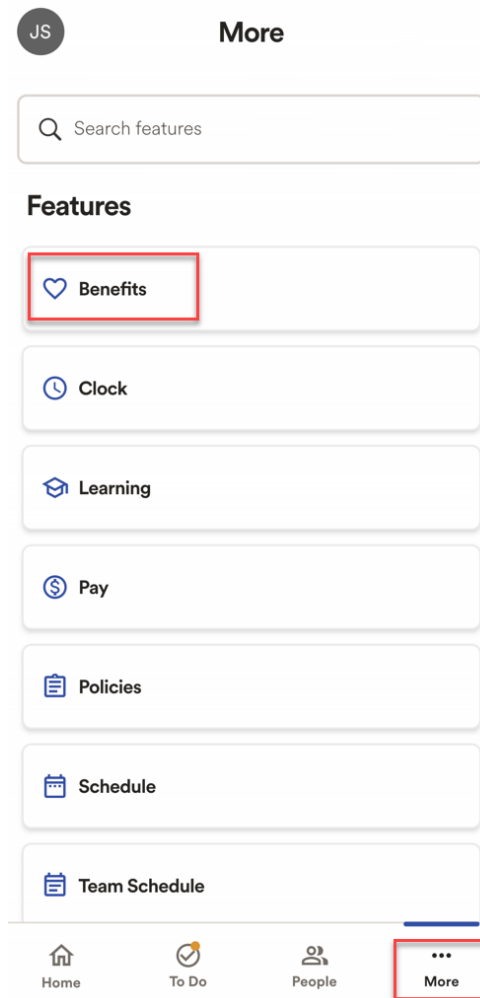 JS
More
Search features
Features
Benefits
Clock
Learning
Pay
Policies
Schedule
Team Schedule
Home
To Do
People
More